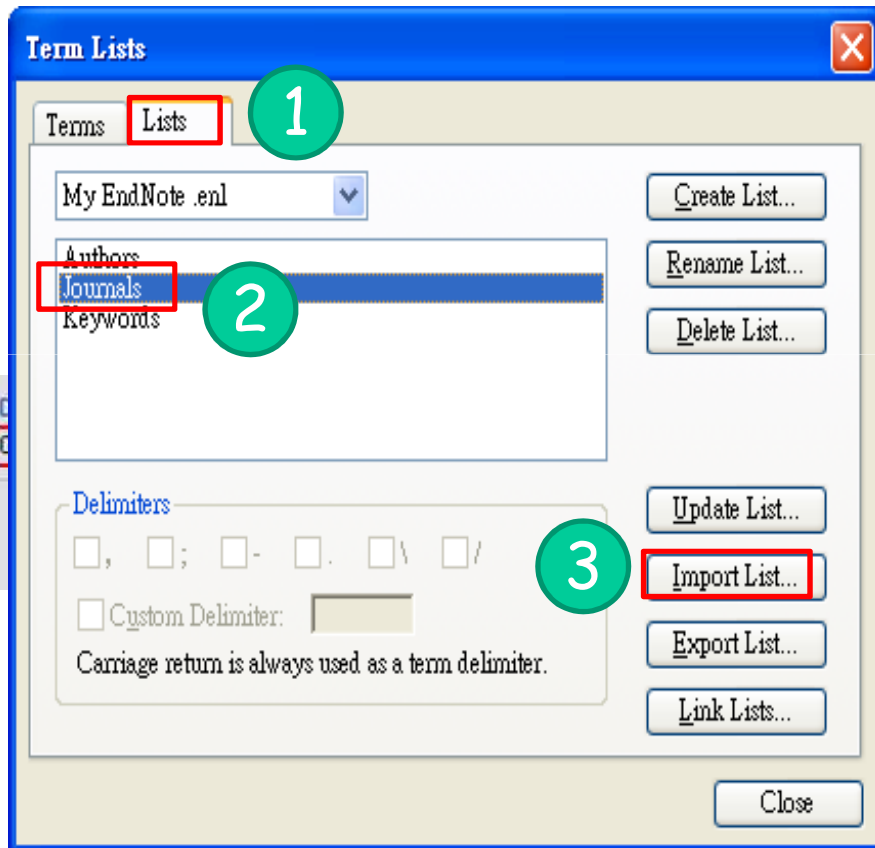 Term Lists
Terms
Lists
1
My EndNote .enl
Create List...
Authors
Journals
Keywords
2
Rename List...
Delete List...
Delimiters
, ; - . \ /
Custom Delimiter:
Carriage return is always used as a term delimiter.
Update List...
3
Import List...
Export List...
Link Lists...
Close